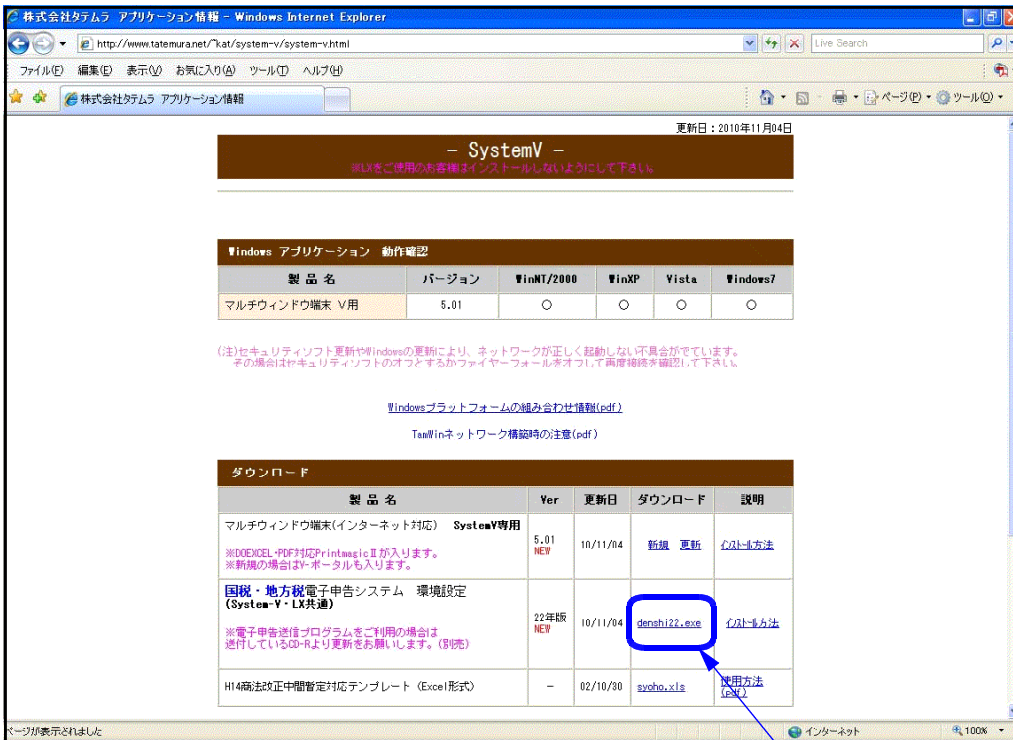 株式会社タテムラ アプリケーション情報 - Windows Internet Explorer
http://www.tatemura.net/~kat/system-v/system-v.html
Live Search
ファイル(F) 編集(E) 表示(V) お気に入り(A) ツール(T) ヘルプ(H)
株式会社タテムラ アプリケーション情報
ページ(P) ツール(O)
更新日：2010年11月04日
- SystemV -
※LXをご使用のお客様はインストールしないようにして下さい。
Windows アプリケーション 動作確認
製品名 バージョン WinNT/2000 WinXP Vista Windows7
マルチウィンドウ端末 V用 5.01 ○ ○ ○ ○
(注)セキュリティソフト更新やWindowsの更新により、ネットワークが正しく起動しない不具合がでています。
その場合はセキュリティソフトのオフとするかファイヤーフォールをオフして再度接続を確認して下さい。
Windowsプラットフォームの組み合わせ情報(pdf)
TamWinネットワーク構築時の注意(pdf)
ダウンロード
製品名 Ver 更新日 ダウンロード 説明
マルチウィンドウ端末(インターネット対応) SystemV専用
5.01
NEW
10/11/04 新規 更新 インストール方法
※DOEXCEL・PDF対応PrintmagicⅡが入ります。
※新規の場合はV-ポータルも入ります。
国税・地方税電子申告システム 環境設定
(System-V・LX共通)
22年版
NEW
10/11/04 denshi22.exe インストール方法
※電子申告送信プログラムをご利用の場合は
送付しているCD-Rより更新をお願いします。(別売)
H14商法改正中間暫定対応テンプレート (Excel形式) - 02/10/30 syoho.xls 使用方法
(pdf)
ページが表示されました インターネット 100%